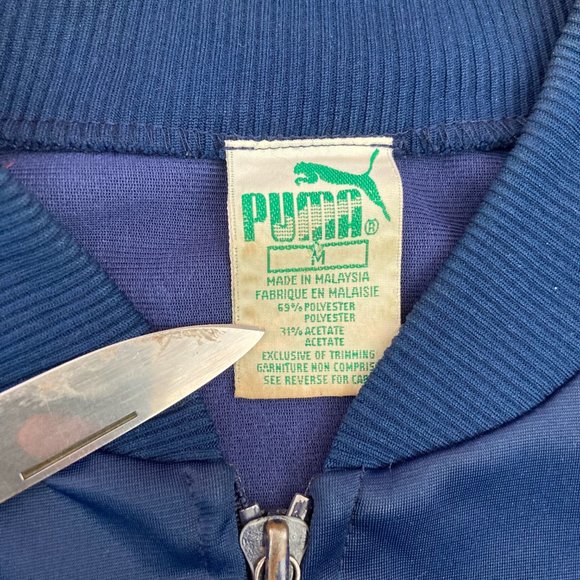 PUMA®
M
MADE IN MALAYSIA
FABRIQUE EN MALAISIE
69% POLYESTER
POLYESTER
31% ACETATE
ACETATE
EXCLUSIVE OF TRIMMING
GARNITURE NON COMPRISE
SEE REVERSE FOR CAR